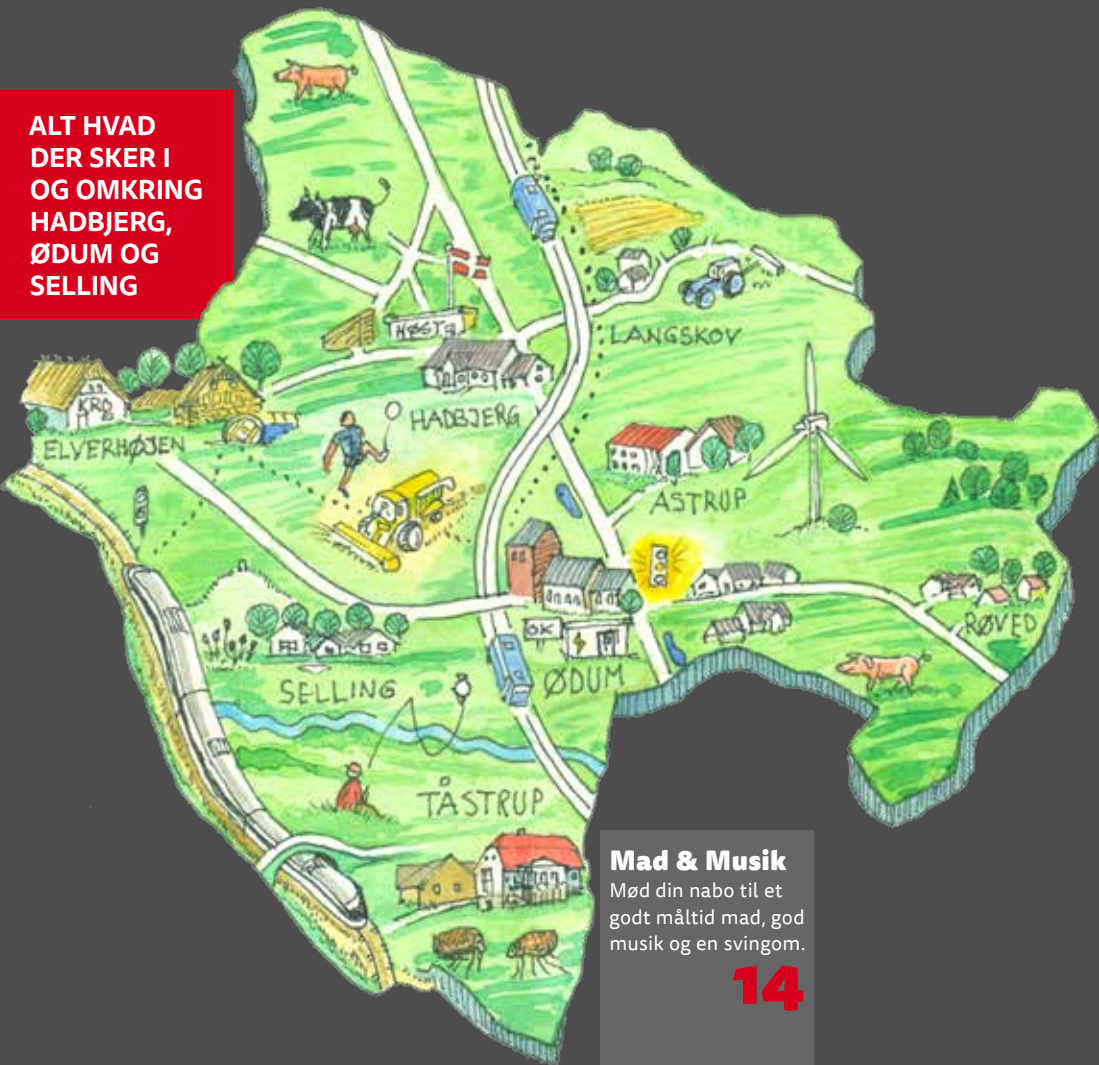 ALT HVAD
DER SKER I
OG OMKRING
HADBJERG,
ØDUM OG
SELLING
HØST
LANGSKOV
KRO
HADBJERG
ELVERHØJEN
ASTRUP
RØVED
OK
ØDUM
SELLING
TÅSTRUP
Mad & Musik
Mød din nabo til et
godt måltid mad, god
musik og en svingom.
14